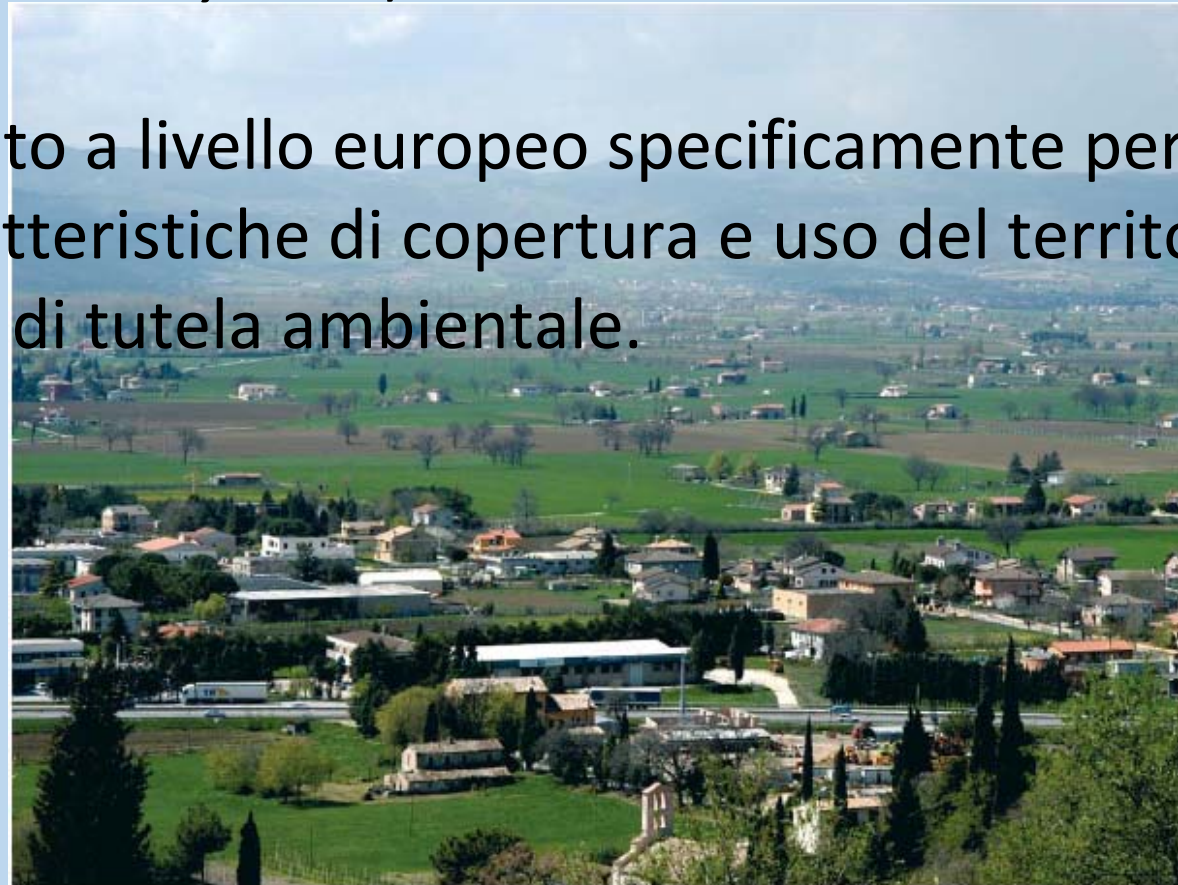 to a livello europeo specificamente per
tteristiche di copertura e uso del territo
di tutela ambientale.